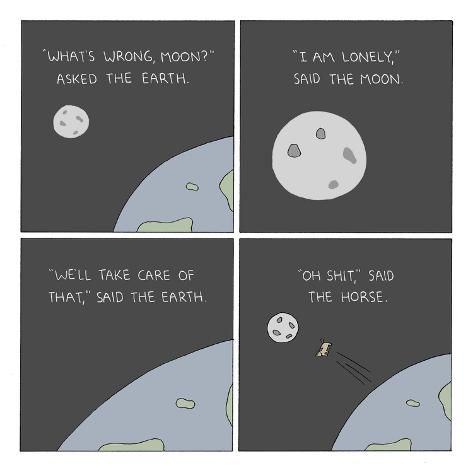 "WHAT'S WRONG, MOON?"
ASKED THE EARTH.
"I AM LONELY,"
SAID THE MOON.
"WE'LL TAKE CARE OF
THAT," SAID THE EARTH.
"OH SHIT," SAID
THE HORSE.